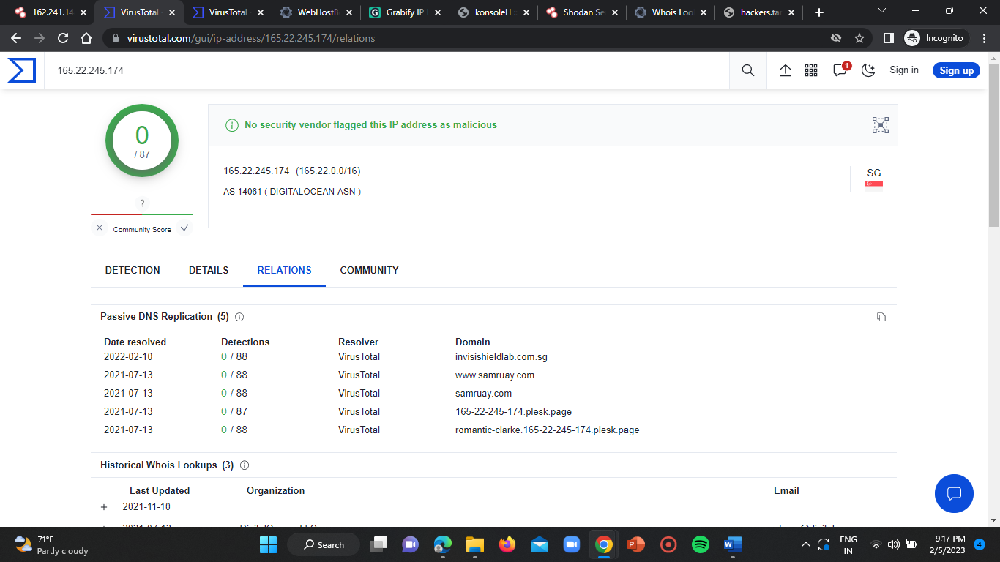 162.241.14
VirusTotal
VirusTotal
WebHostB
Grabify IP L
konsoleH :
Shodan Se
Whois Loo
hackers.tar
virustotal.com/gui/ip-address/165.22.245.174/relations
Incognito
165.22.245.174
1
Sign in
Sign up
0
/ 87
?
Community Score
No security vendor flagged this IP address as malicious
165.22.245.174 (165.22.0.0/16)
AS 14061 ( DIGITALOCEAN-ASN )
SG
DETECTION DETAILS RELATIONS COMMUNITY
Passive DNS Replication (5)
Date resolved Detections Resolver Domain
2022-02-10 0 / 88 VirusTotal invisishieldlab.com.sg
2021-07-13 0 / 88 VirusTotal www.samruay.com
2021-07-13 0 / 88 VirusTotal samruay.com
2021-07-13 0 / 87 VirusTotal 165-22-245-174.plesk.page
2021-07-13 0 / 88 VirusTotal romantic-clarke.165-22-245-174.plesk.page
Historical Whois Lookups (3)
Last Updated Organization Email
+ 2021-11-10
71°F
Partly cloudy
Search
ENG
IN
9:17 PM
2/5/2023
4